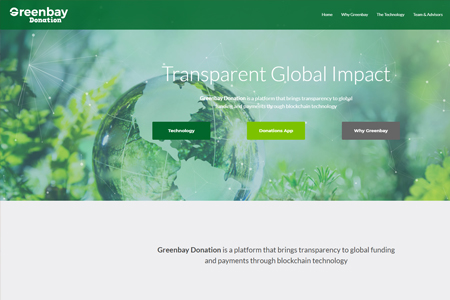 Greenbay
Donation
Home Why Greenbay The Technology Team & Advisors
Transparent Global Impact
Greenbay Donation is a platform that brings transparency to global
funding and payments through blockchain technology
Technology Donations App Why Greenbay
Greenbay Donation is a platform that brings transparency to global funding
and payments through blockchain technology